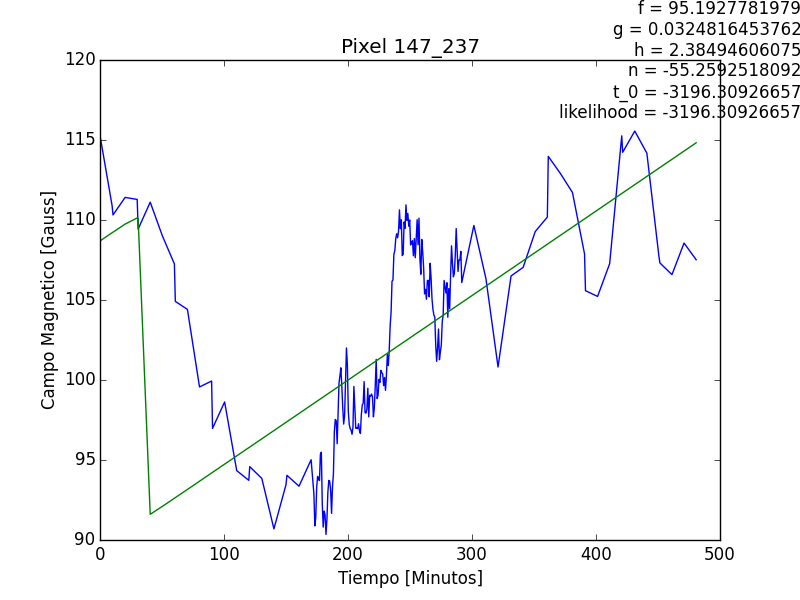 f = 95.1927781979
g = 0.0324816453762
h = 2.38494606075
n = -55.2592518092
t_0 = -3196.30926657
likelihood = -3196.30926657
Pixel 147_237
120
115
110
105
100
95
90
Campo Magnetico [Gauss]
0 100 200 300 400 500
Tiempo [Minutos]